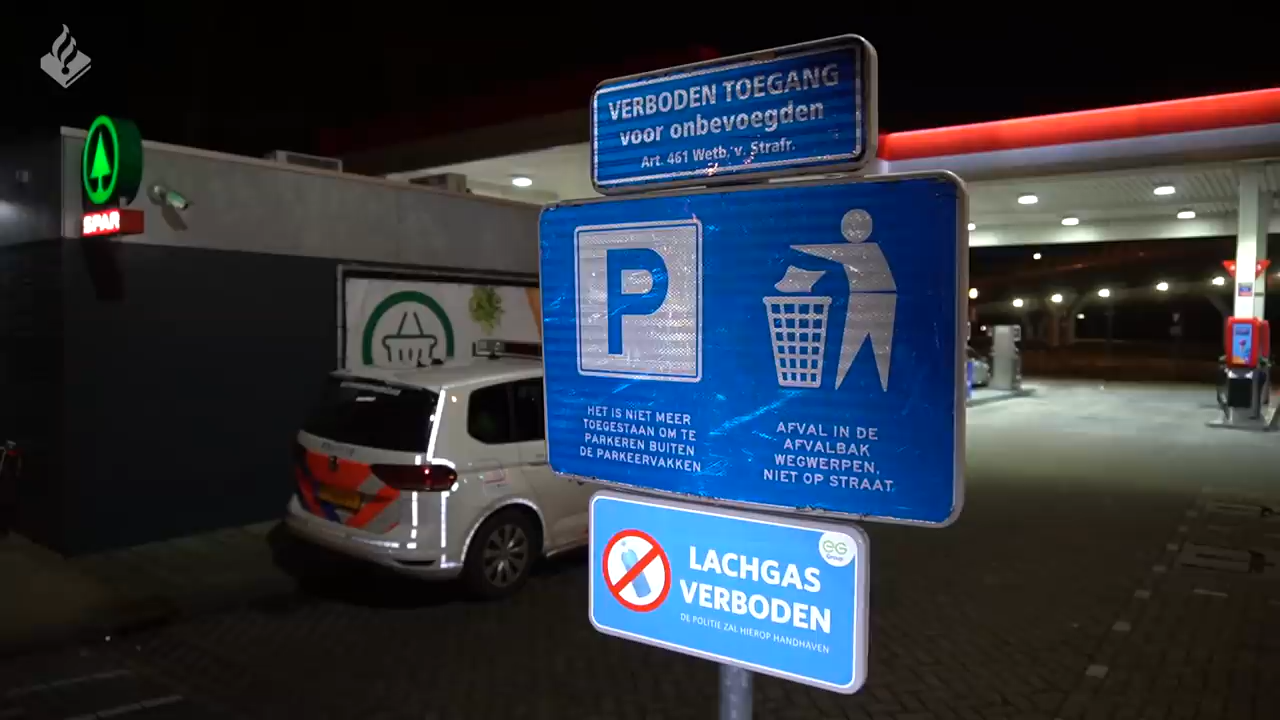 VERBODEN TOEGANG
voor onbevoegden
Art. 461 Wetb. v. Strafr.
P
HET IS NIET MEER
TOEGESTAAN OM TE
PARKEREN BUITEN
DE PARKEERVAKKEN
AFVAL IN DE
AFVALBAK
WEGWERPEN,
NIET OP STRAAT
LACHGAS
VERBODEN
DE POLITIE ZAL HIEROP HANDHAVEN
eG
Group
SPAR